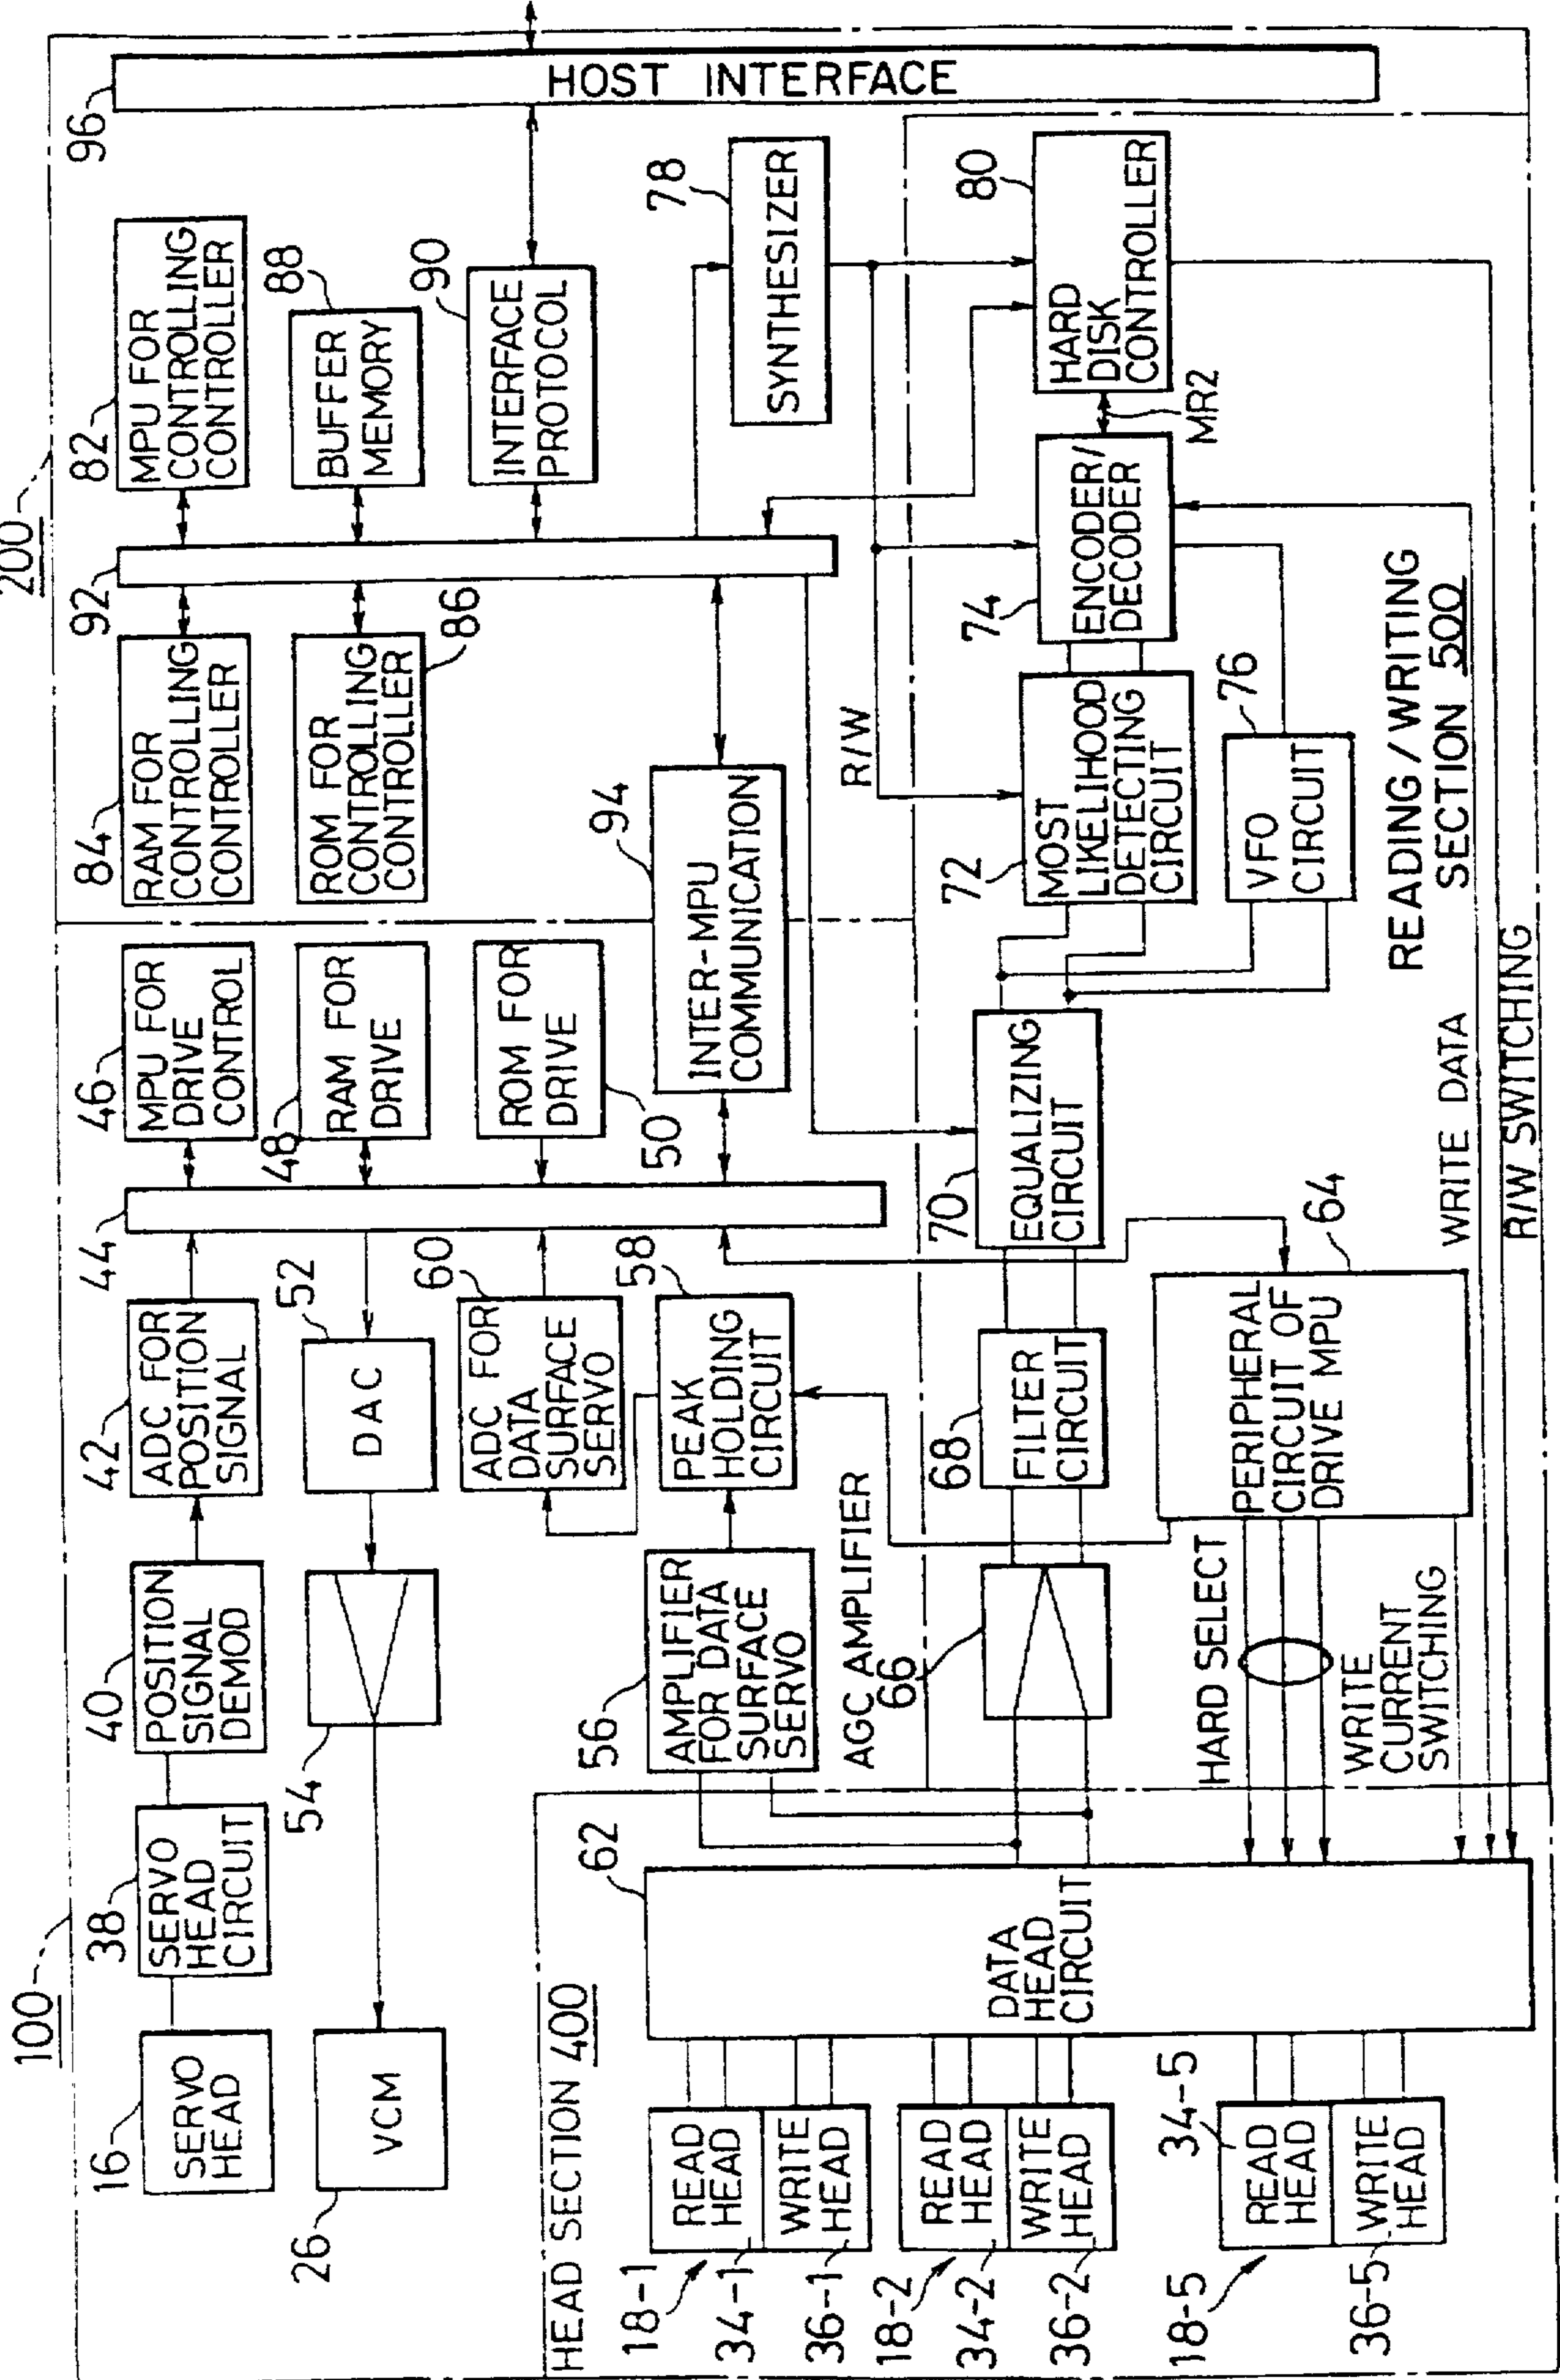 100
200
16
SERVO
HEAD
38
SERVO
HEAD
CIRCUIT
40
POSITION
SIGNAL
DEMOD
42
ADC FOR
POSITION
SIGNAL
44
46
MPU FOR
DRIVE
CONTROL
84
RAM FOR
CONTROLLING
CONTROLLER
92
82
MPU FOR
CONTROLLING
CONTROLLER
96
HOST INTERFACE
26
VCM
54
52
DAC
48
RAM FOR
DRIVE
ROM FOR
CONTROLLING
CONTROLLER
86
BUFFER
MEMORY
88
60
ADC FOR
DATA
SURFACE
SERVO
ROM FOR
DRIVE
50
90
INTERFACE
PROTOCOL
HEAD SECTION 400
62
56
AMPLIFIER
FOR DATA
SURFACE
SERVO
58
PEAK
HOLDING
CIRCUIT
94
INTER-MPU
COMMUNICATION
78
SYNTHESIZER
AGC AMPLIFIER
R/W
18-1
READ
HEAD
34-1
WRITE
HEAD
36-1
18-2
READ
HEAD
34-2
WRITE
HEAD
36-2
DATA
HEAD
CIRCUIT
66
68
FILTER
CIRCUIT
70
EQUALIZING
CIRCUIT
72
MOST
LIKELIHOOD
DETECTING
CIRCUIT
74
ENCODER/
DECODER
MR2
80
HARD
DISK
CONTROLLER
76
VFO
CIRCUIT
34-5
READ
HEAD
18-5
WRITE
HEAD
36-5
HARD SELECT
WRITE
CURRENT
SWITCHING
PERIPHERAL
CIRCUIT OF
DRIVE MPU
64
READING/WRITING
SECTION 500
WRITE DATA
R/W SWITCHING